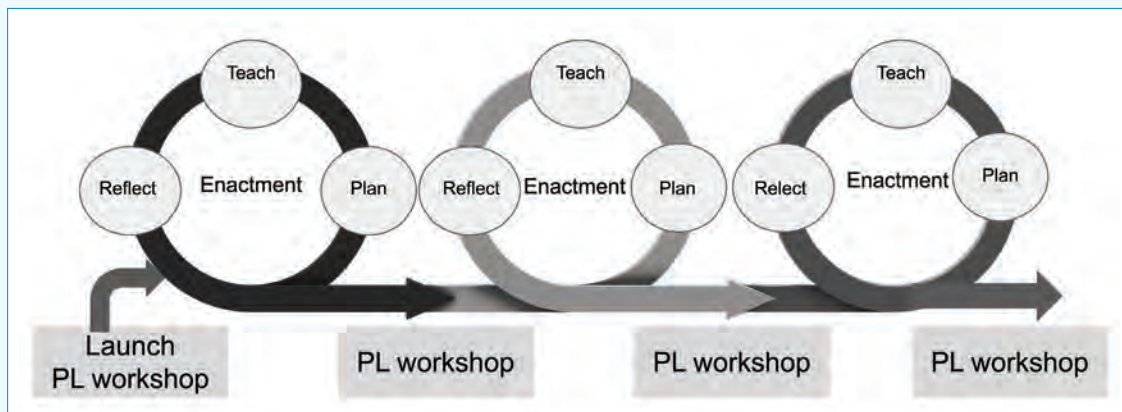 Teach
Reflect
Enactment
Plan
Teach
Reflect
Enactment
Plan
Teach
Relect
Enactment
Plan
Launch
PL workshop
PL workshop
PL workshop
PL workshop